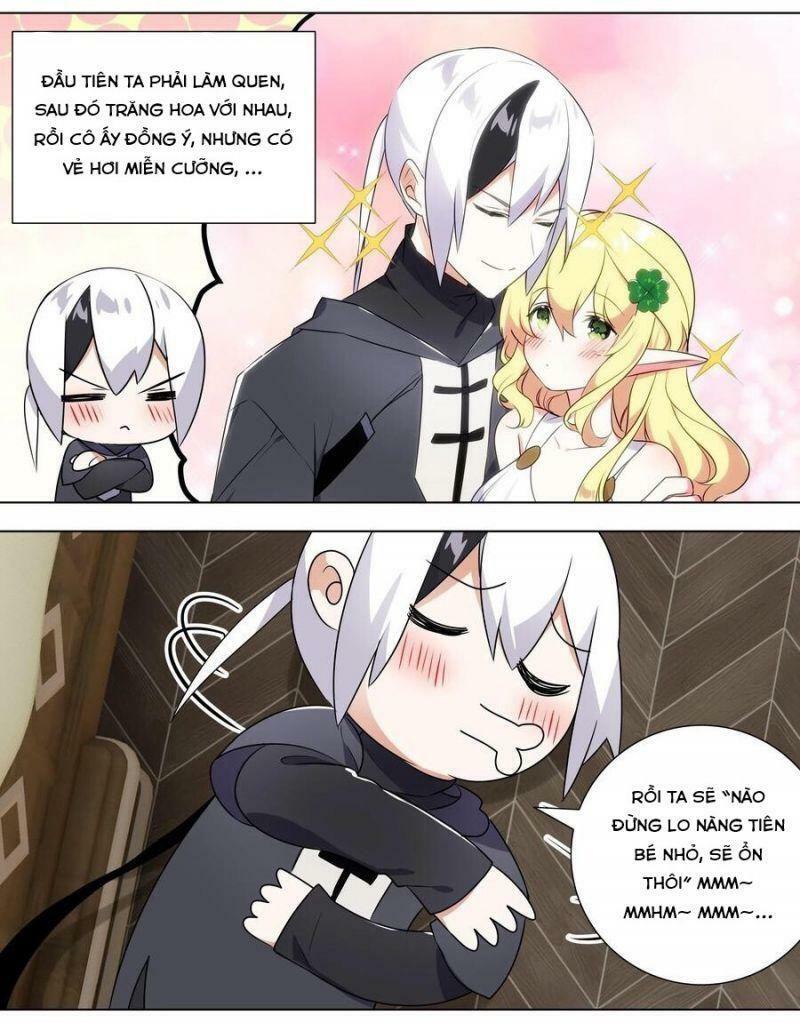 ĐẦU TIÊN TA PHẢI LÀM QUEN,
SAU ĐÓ TRĂNG HOA VỚI NHAU,
RỒI CÔ ẤY ĐỒNG Ý, NHƯNG CÓ
VẺ HƠI MIỄN CƯỠNG, ...
RỒI TA SẼ "NÀO
ĐỪNG LO NÀNG TIÊN
BÉ NHỎ, SẼ ỔN
THÔI" MMM~
MMHM~ MMM~...